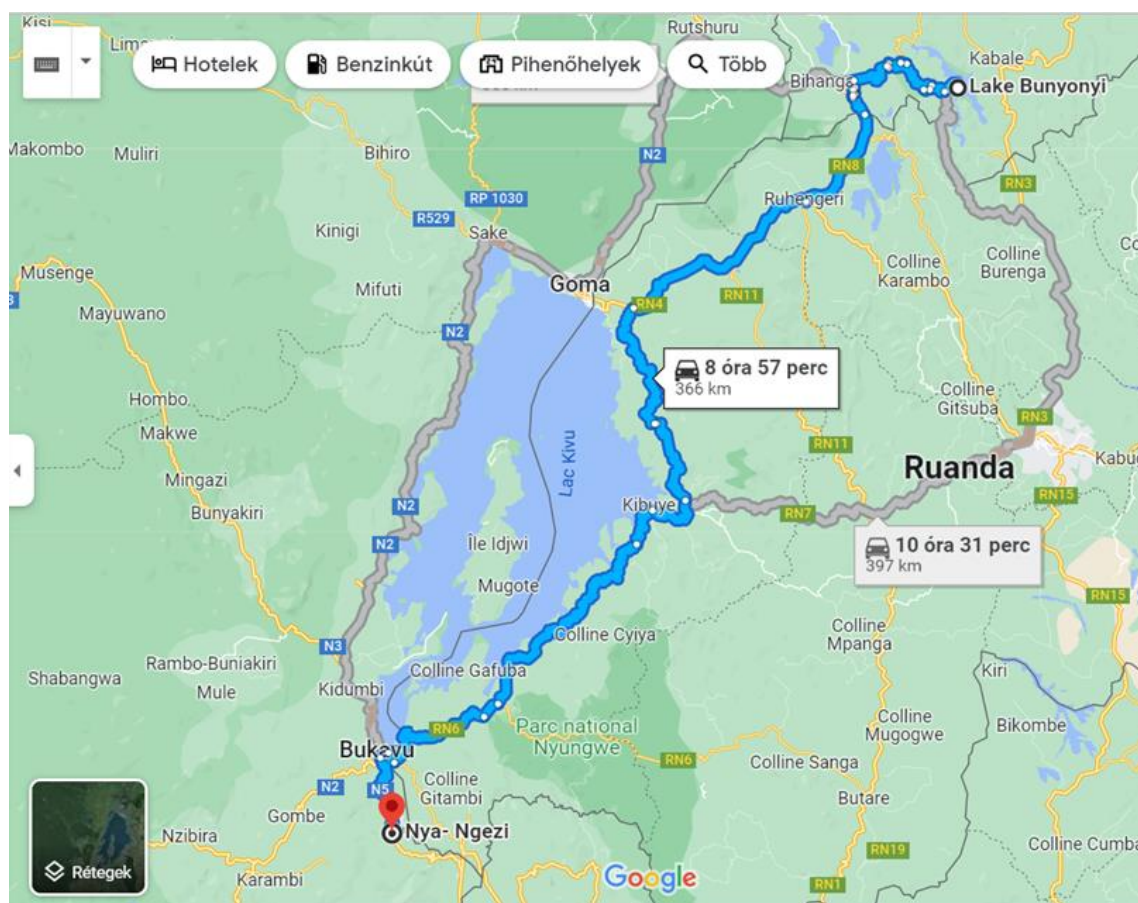 Kisi
Liman
Rutshuru
Hotelek
Benzinkút
Pihenőhelyek
Több
Bihanga
Kabale
Lake Bunyonyi
Makombo
Muliri
Bihiro
N2
RN8
RN3
R529
RP 1030
Sake
Ruhengeri
Kinigi
Musenge
Mifuti
Goma
Colline
Karambo
Colline
Burenga
RN4
RN11
Mayuwano
N2
8 óra 57 perc
366 km
Hombo
Makwe
Colline
Gitsuba
RN3
Mingazi
Lac Kivu
RN11
Ruanda
RN15
Bunyakiri
N2
Kibuye
RN7
N2
Île Idjwi
10 óra 31 perc
397 km
Mugote
RN15
Colline Cyiya
Colline
Mpanga
N3
Rambo-Buniakiri
Mule
Shabangwa
Kidumbi
Colline Gafuba
Kiri
Parc national
Nyungwe
Colline
Mugogwe
Bikombe
RN6
Bukavu
RN6
Colline Sanga
N2
N5
Colline
Gitambi
Butare
Gombe
Nya- Ngezi
Nzibira
Colline Cumba
RN19
Rétegek
Karambi
Google
RN1